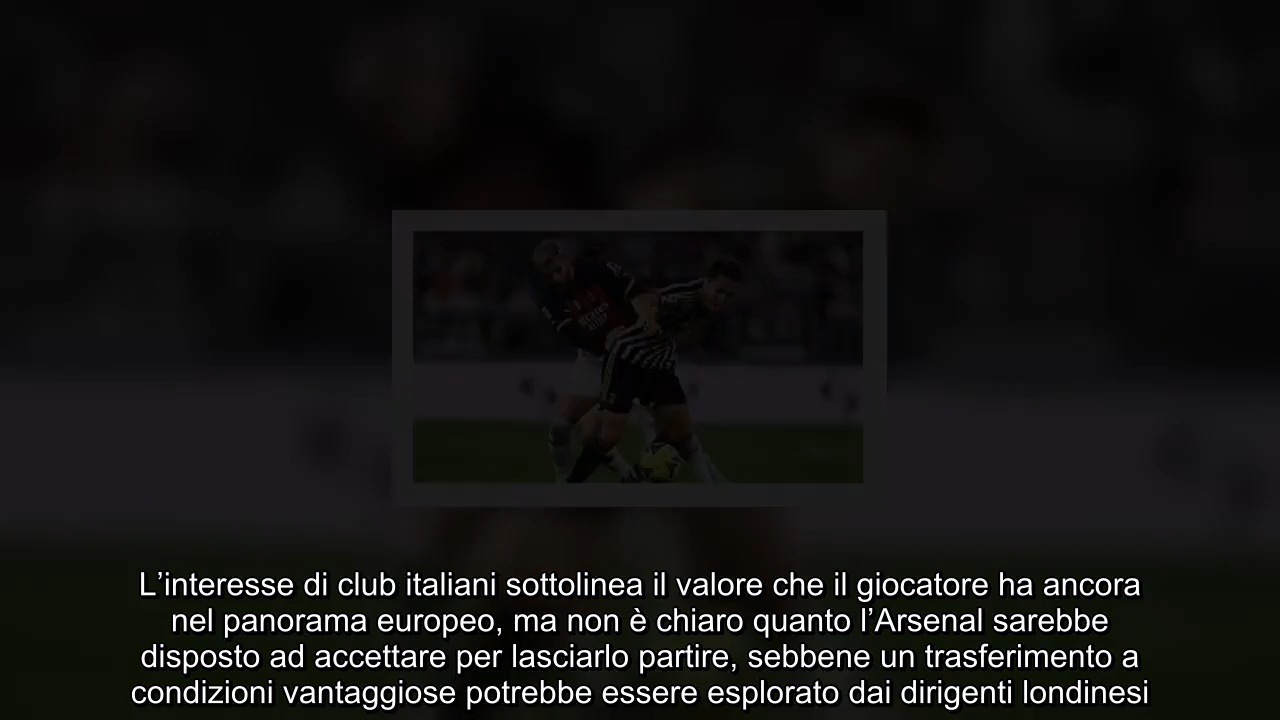 L’interesse di club italiani sottolinea il valore che il giocatore ha ancora
nel panorama europeo, ma non è chiaro quanto l’Arsenal sarebbe
disposto ad accettare per lasciarlo partire, sebbene un trasferimento a
condizioni vantaggiose potrebbe essere esplorato dai dirigenti londinesi